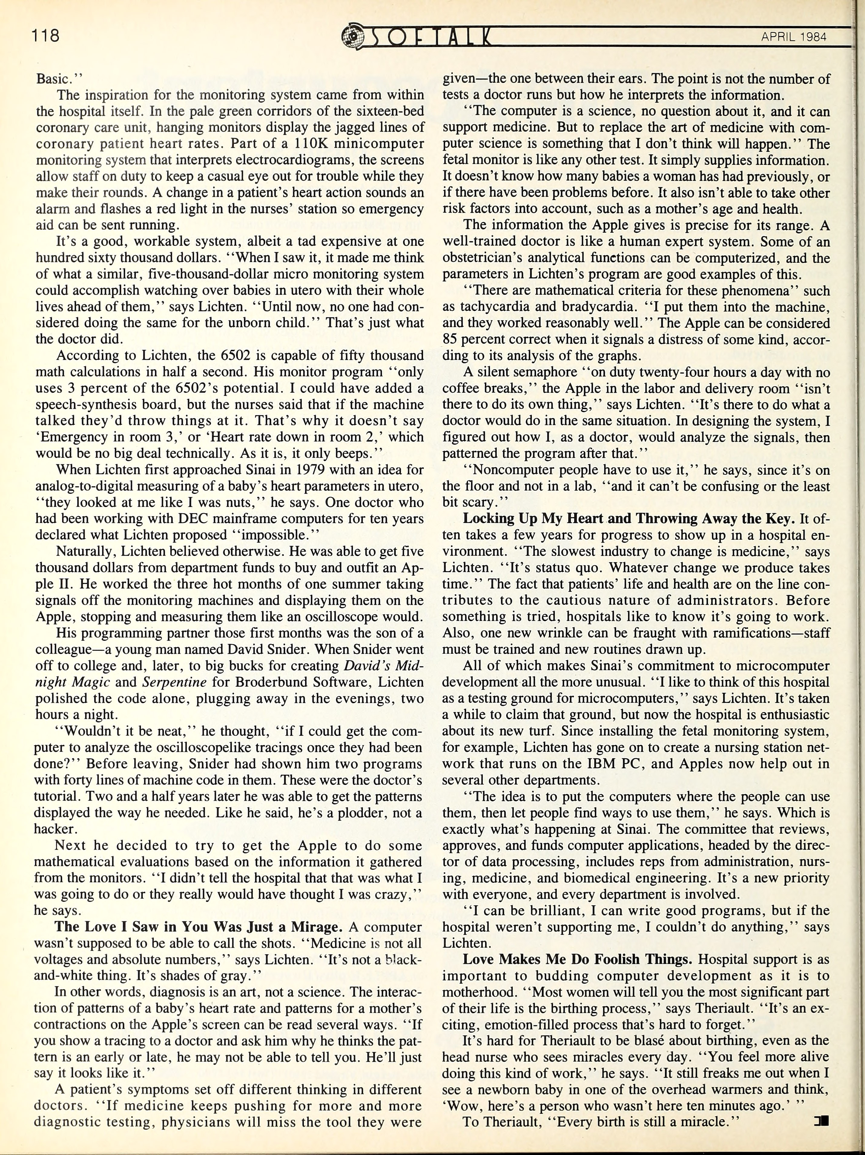 118
SOFTALK
APRIL 1984
Basic.’’
The inspiration for the monitoring system came from within
the hospital itself. In the pale green corridors of the sixteen-bed
coronary care unit, hanging monitors display the jagged lines of
coronary patient heart rates. Part of a 110K minicomputer
monitoring system that interprets electrocardiograms, the screens
allow staff on duty to keep a casual eye out for trouble while they
make their rounds. A change in a patient’s heart action sounds an
alarm and flashes a red light in the nurses’ station so emergency
aid can be sent running.
It’s a good, workable system, albeit a tad expensive at one
hundred sixty thousand dollars. ‘‘When I saw it, it made me think
of what a similar, five-thousand-dollar micro monitoring system
could accomplish watching over babies in utero with their whole
lives ahead of them,’’ says Lichten. ‘‘Until now, no one had con-
sidered doing the same for the unborn child.’’ That’s just what
the doctor did.
According to Lichten, the 6502 is capable of fifty thousand
math calculations in half a second. His monitor program ‘‘only
uses 3 percent of the 6502’s potential. I could have added a
speech-synthesis board, but the nurses said that if the machine
talked they’d throw things at it. That’s why it doesn’t say
‘Emergency in room 3,’ or ‘Heart rate down in room 2,’ which
would be no big deal technically. As it is, it only beeps.’’
When Lichten first approached Sinai in 1979 with an idea for
analog-to-digital measuring of a baby’s heart parameters in utero,
‘‘they looked at me like I was nuts,’’ he says. One doctor who
had been working with DEC mainframe computers for ten years
declared what Lichten proposed ‘‘impossible.’’
Naturally, Lichten believed otherwise. He was able to get five
thousand dollars from department funds to buy and outfit an Ap-
ple II. He worked the three hot months of one summer taking
signals off the monitoring machines and displaying them on the
Apple, stopping and measuring them like an oscilloscope would.
His programming partner those first months was the son of a
colleague—a young man named David Snider. When Snider went
off to college and, later, to big bucks for creating David’s Mid-
night Magic and Serpentine for Broderbund Software, Lichten
polished the code alone, plugging away in the evenings, two
hours a night.
‘‘Wouldn’t it be neat,’’ he thought, ‘‘if I could get the com-
puter to analyze the oscilloscopelike tracings once they had been
done?’’ Before leaving, Snider had shown him two programs
with forty lines of machine code in them. These were the doctor’s
tutorial. Two and a half years later he was able to get the patterns
displayed the way he needed. Like he said, he’s a plodder, not a
hacker.
Next he decided to try to get the Apple to do some
mathematical evaluations based on the information it gathered
from the monitors. ‘‘I didn’t tell the hospital that that was what I
was going to do or they really would have thought I was crazy,’’
he says.
The Love I Saw in You Was Just a Mirage. A computer
wasn’t supposed to be able to call the shots. ‘‘Medicine is not all
voltages and absolute numbers,’’ says Lichten. ‘‘It’s not a black-
and-white thing. It’s shades of gray.’’
In other words, diagnosis is an art, not a science. The interac-
tion of patterns of a baby’s heart rate and patterns for a mother’s
contractions on the Apple’s screen can be read several ways. ‘‘If
you show a tracing to a doctor and ask him why he thinks the pat-
tern is an early or late, he may not be able to tell you. He’ll just
say it looks like it.’’
A patient’s symptoms set off different thinking in different
doctors. ‘‘If medicine keeps pushing for more and more
diagnostic testing, physicians will miss the tool they were
given—the one between their ears. The point is not the number of
tests a doctor runs but how he interprets the information.
‘‘The computer is a science, no question about it, and it can
support medicine. But to replace the art of medicine with com-
puter science is something that I don’t think will happen.’’ The
fetal monitor is like any other test. It simply supplies information.
It doesn’t know how many babies a woman has had previously, or
if there have been problems before. It also isn’t able to take other
risk factors into account, such as a mother’s age and health.
The information the Apple gives is precise for its range. A
well-trained doctor is like a human expert system. Some of an
obstetrician’s analytical functions can be computerized, and the
parameters in Lichten’s program are good examples of this.
‘‘There are mathematical criteria for these phenomena’’ such
as tachycardia and bradycardia. ‘‘I put them into the machine,
and they worked reasonably well.’’ The Apple can be considered
85 percent correct when it signals a distress of some kind, accor-
ding to its analysis of the graphs.
A silent semaphore ‘‘on duty twenty-four hours a day with no
coffee breaks,’’ the Apple in the labor and delivery room ‘‘isn’t
there to do its own thing,’’ says Lichten. ‘‘It’s there to do what a
doctor would do in the same situation. In designing the system, I
figured out how I, as a doctor, would analyze the signals, then
patterned the program after that.’’
‘‘Noncomputer people have to use it,’’ he says, since it’s on
the floor and not in a lab, ‘‘and it can’t be confusing or the least
bit scary.’’
Locking Up My Heart and Throwing Away the Key. It of-
ten takes a few years for progress to show up in a hospital en-
vironment. ‘‘The slowest industry to change is medicine,’’ says
Lichten. ‘‘It’s status quo. Whatever change we produce takes
time.’’ The fact that patients’ life and health are on the line con-
tributes to the cautious nature of administrators. Before
something is tried, hospitals like to know it’s going to work.
Also, one new wrinkle can be fraught with ramifications—staff
must be trained and new routines drawn up.
All of which makes Sinai’s commitment to microcomputer
development all the more unusual. ‘‘I like to think of this hospital
as a testing ground for microcomputers,’’ says Lichten. It’s taken
a while to claim that ground, but now the hospital is enthusiastic
about its new turf. Since installing the fetal monitoring system,
for example, Lichten has gone on to create a nursing station net-
work that runs on the IBM PC, and Apples now help out in
several other departments.
‘‘The idea is to put the computers where the people can use
them, then let people find ways to use them,’’ he says. Which is
exactly what’s happening at Sinai. The committee that reviews,
approves, and funds computer applications, headed by the direc-
tor of data processing, includes reps from administration, nurs-
ing, medicine, and biomedical engineering. It’s a new priority
with everyone, and every department is involved.
‘‘I can be brilliant, I can write good programs, but if the
hospital weren’t supporting me, I couldn’t do anything,’’ says
Lichten.
Love Makes Me Do Foolish Things. Hospital support is as
important to budding computer development as it is to
motherhood. ‘‘Most women will tell you the most significant part
of their life is the birthing process,’’ says Theriault. ‘‘It’s an ex-
citing, emotion-filled process that’s hard to forget.’’
It’s hard for Theriault to be blasé about birthing, even as the
head nurse who sees miracles every day. ‘‘You feel more alive
doing this kind of work,’’ he says. ‘‘It still freaks me out when I
see a newborn baby in one of the overhead warmers and think,
‘Wow, here’s a person who wasn’t here ten minutes ago.’ ’’
To Theriault, ‘‘Every birth is still a miracle.’’